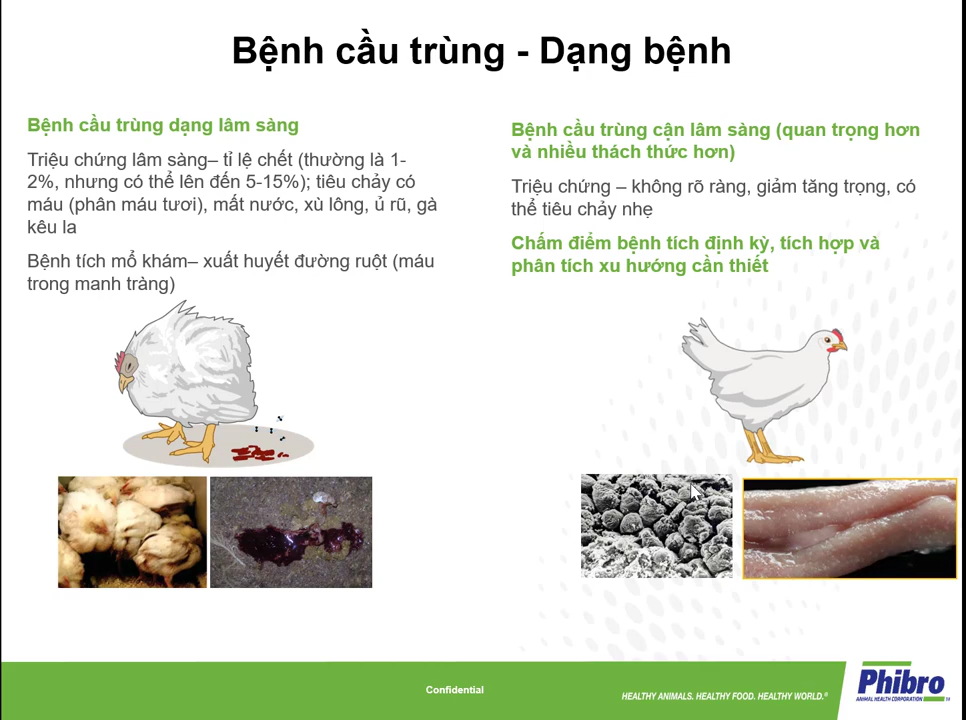 Bệnh cầu trùng - Dạng bệnh
Bệnh cầu trùng dạng lâm sàng
Triệu chứng lâm sàng– tỉ lệ chết (thường là 1-
2%, nhưng có thể lên đến 5-15%); tiêu chảy có
máu (phân máu tươi), mất nước, xù lông, ủ rũ, gà
kêu la
Bệnh tích mổ khám– xuất huyết đường ruột (máu
trong manh tràng)
Bệnh cầu trùng cận lâm sàng (quan trọng hơn
và nhiều thách thức hơn)
Triệu chứng – không rõ ràng, giảm tăng trọng, có
thể tiêu chảy nhẹ
Chấm điểm bệnh tích định kỳ, tích hợp và
phân tích xu hướng cần thiết
Confidential
HEALTHY ANIMALS. HEALTHY FOOD. HEALTHY WORLD.®
Phibro
ANIMAL HEALTH CORPORATION